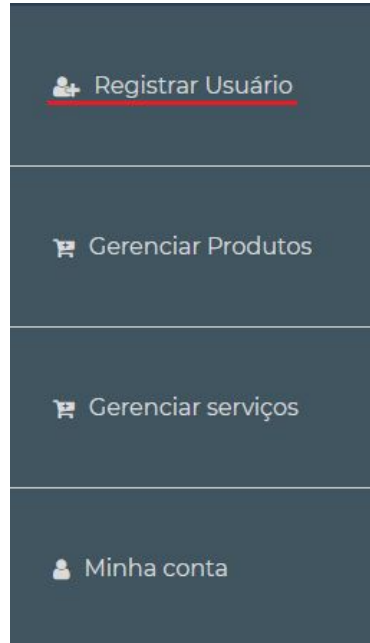 Registrar Usuário
Gerenciar Produtos
Gerenciar serviços
Minha conta